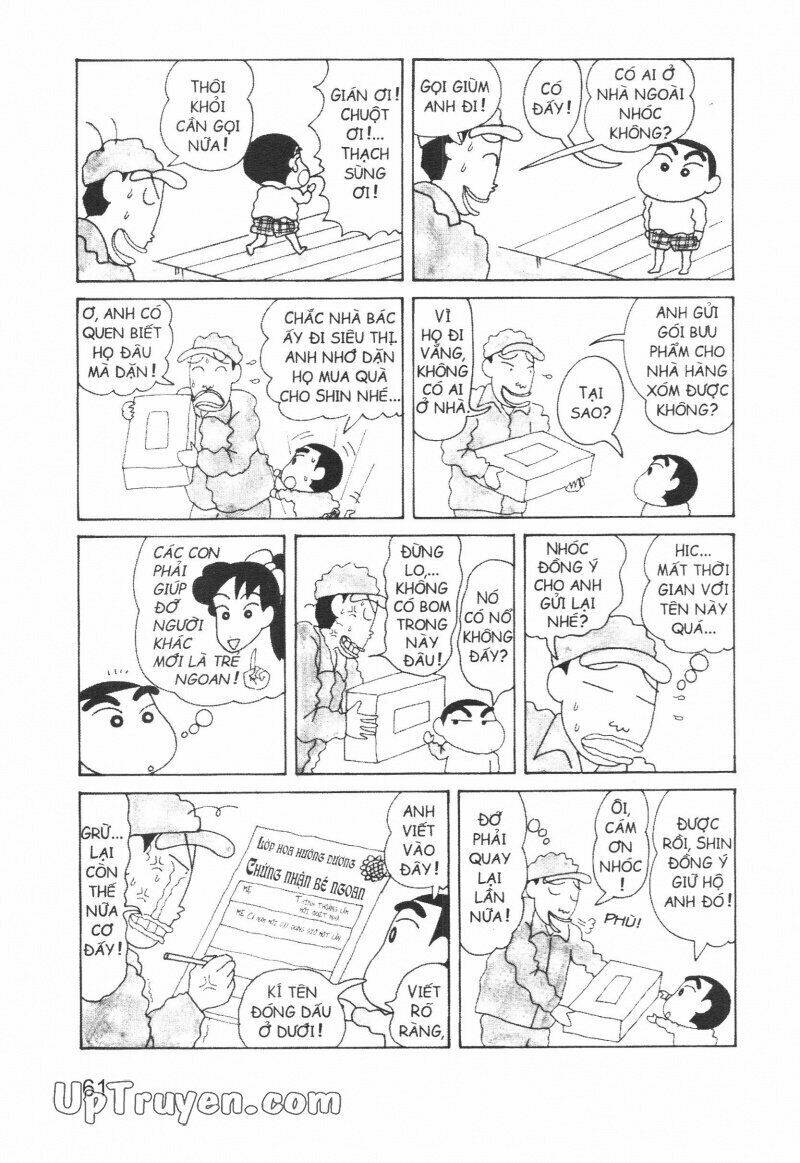 CÓ AI Ở
NHÀ NGOÀI
NHÓC
KHÔNG?
CÓ
ĐẤY!
GỌI GIÙM
ANH ĐI!
GIÁN ƠI!
CHUỘT
ƠI!...
THẠCH
SÙNG
ƠI!
THÔI
KHỎI
CẦN GỌI
NỮA!
ANH GỬI
GÓI BƯU
PHẨM CHO
NHÀ HÀNG
XÓM ĐƯỢC
KHÔNG?
TẠI
SAO?
VÌ
HỌ ĐI
VẮNG,
KHÔNG
CÓ AI
Ở NHÀ
CHẮC NHÀ BÁC
ẤY ĐI SIÊU THỊ.
ANH NHỚ DẶN
HỌ MUA QUÀ
CHO SHIN NHÉ...
Ơ, ANH CÓ
QUEN BIẾT
HỌ ĐÂU
MÀ DẶN!
HIC...
MẤT THỜI
GIAN VỚI
TÊN NÀY
QUÁ...
NHÓC
ĐỒNG Ý
CHO ANH
GỬI LẠI
NHÉ?
NÓ
CÓ NỔ
KHÔNG
ĐẤY?
ĐỪNG
LO,...
KHÔNG
CÓ BOM
TRONG
NÀY
ĐÂU!
CÁC CON
PHẢI
GIÚP
ĐỠ
NGƯỜI
KHÁC
MỚI LÀ TRẺ
NGOAN!
ĐƯỢC
RỒI, SHIN
ĐỒNG Ý
GIỮ HỘ
ANH ĐÓ!
ÔI,
CÁM
ƠN
NHÓC
!
PHÙ!
ĐỠ
PHẢI
QUAY
LẠI
LẦN
NỮA!
ANH
VIẾT
VÀO
ĐÂY!
LỚP HOA HƯỚNG DƯƠNG
CHỨNG NHẬN BÉ NGOAN
MẸ
VIẾT
RÕ
RÀNG,
KÍ TÊN
ĐÓNG DẤU
Ở DƯỚI!
GRỪ...
LẠI
CÒN
THẾ
NỮA
CƠ
ĐẤY!
61
UpTruyen.com